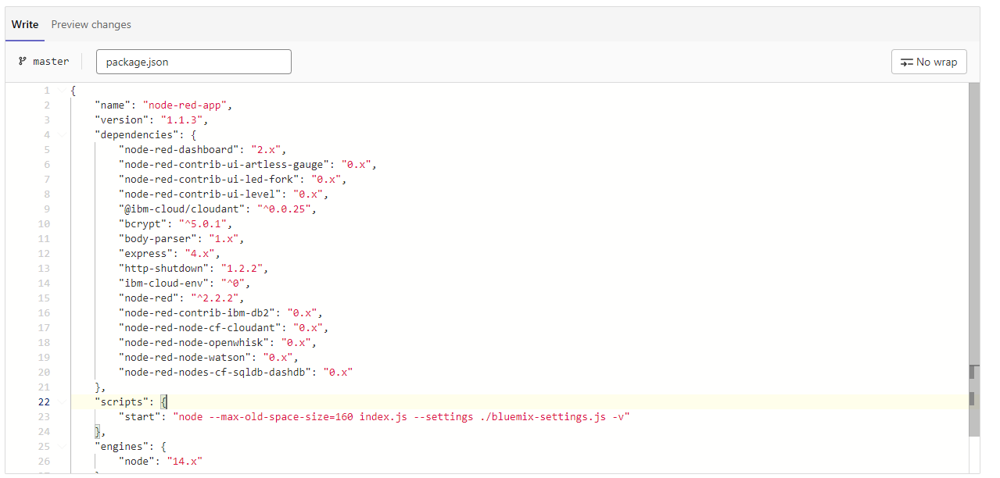 Write Preview changes
master package.json No wrap
1 {
2 "name": "node-red-app",
3 "version": "1.1.3",
4 "dependencies": {
5 "node-red-dashboard": "2.x",
6 "node-red-contrib-ui-artless-gauge": "0.x",
7 "node-red-contrib-ui-led-fork": "0.x",
8 "node-red-contrib-ui-level": "0.x",
9 "@ibm-cloud/cloudant": "^0.0.25",
10 "bcrypt": "^5.0.1",
11 "body-parser": "1.x",
12 "express": "4.x",
13 "http-shutdown": "1.2.2",
14 "ibm-cloud-env": "^0",
15 "node-red": "^2.2.2",
16 "node-red-contrib-ibm-db2": "0.x",
17 "node-red-node-cf-cloudant": "0.x",
18 "node-red-node-openwhisk": "0.x",
19 "node-red-node-watson": "0.x",
20 "node-red-nodes-cf-sqldb-dashdb": "0.x"
21 },
22 "scripts": {
23 "start": "node --max-old-space-size=160 index.js --settings ./bluemix-settings.js -v"
24 },
25 "engines": {
26 "node": "14.x"